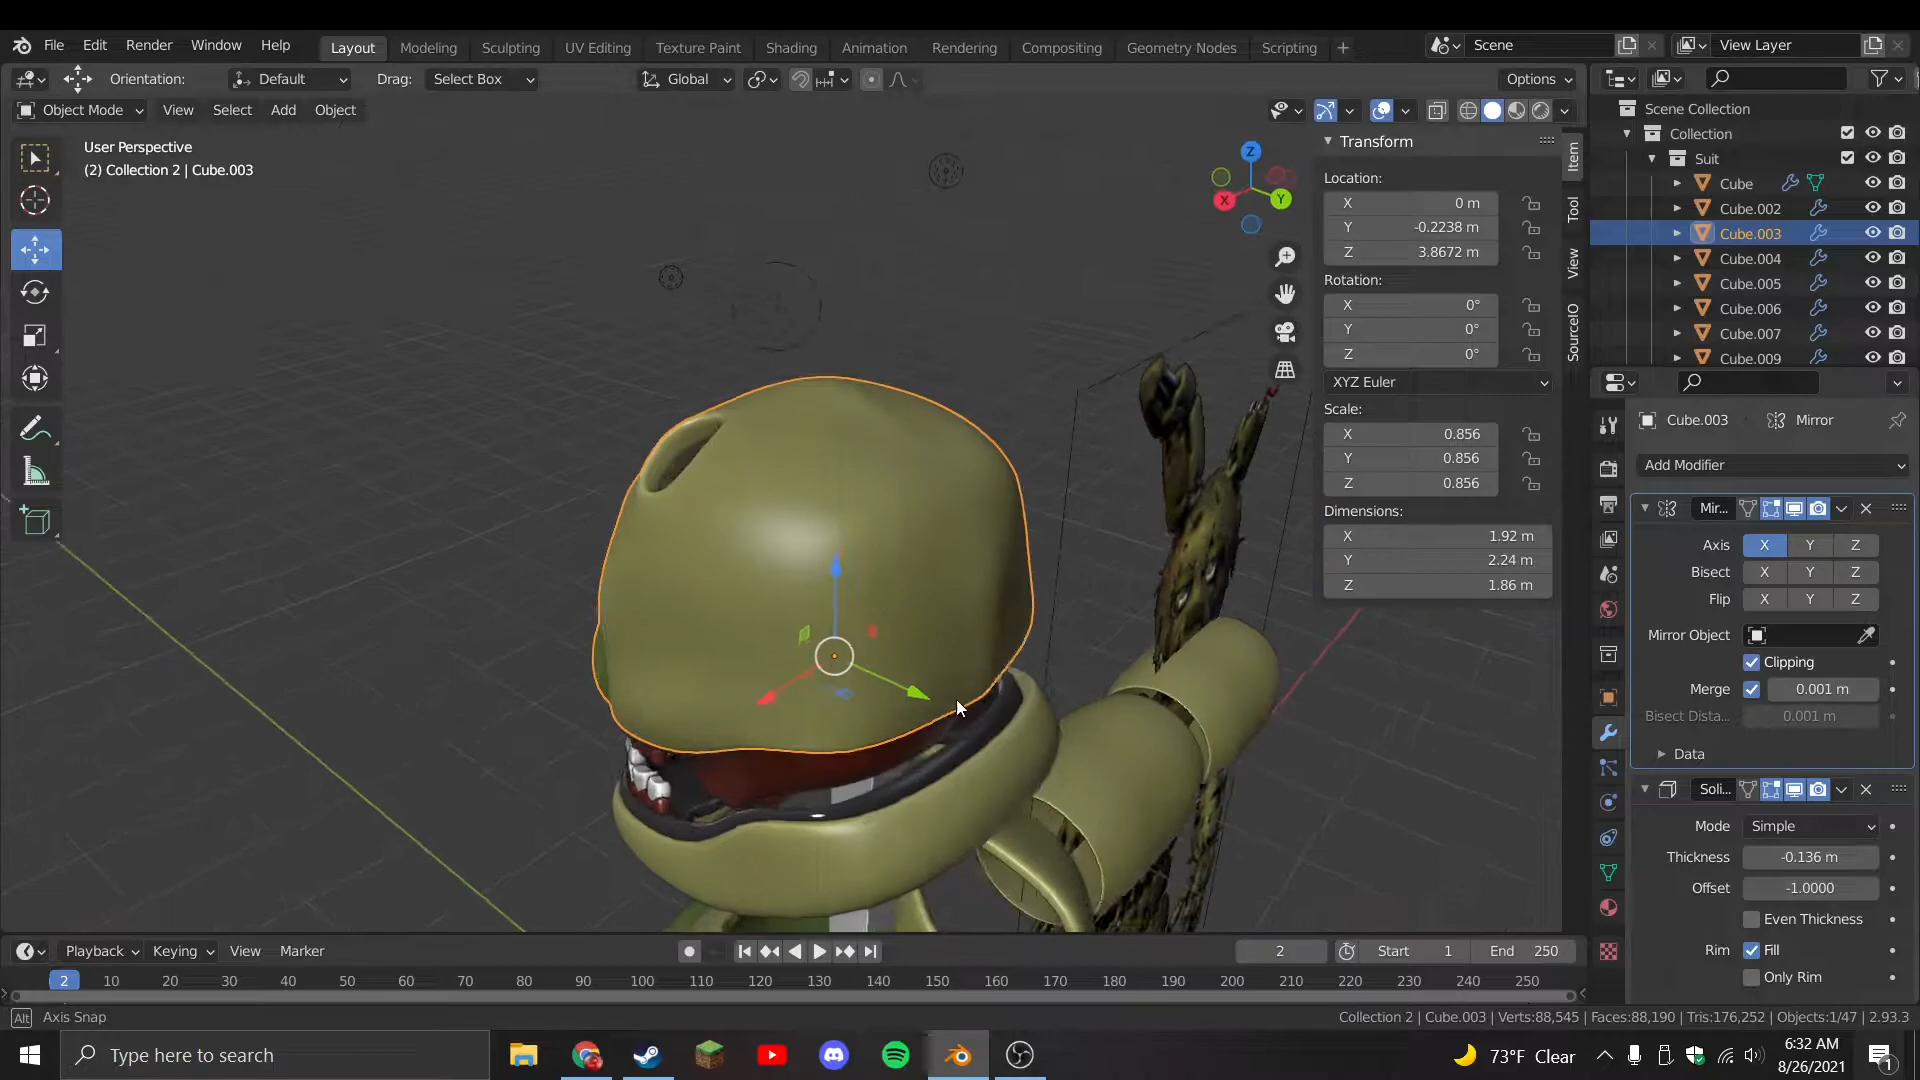 File Edit Render Window Help Layout Modeling Sculpting UV Editing Texture Paint Shading Animation Rendering Compositing Geometry Nodes Scripting + Scene View Layer
Orientation: Default Drag: Select Box Global Options
Object Mode View Select Add Object
User Perspective
(2) Collection 2 | Cube.003
Z
X
Y
Transform
Location:
X 0 m
Y -0.2238 m
Z 3.8672 m
Rotation:
X 0°
Y 0°
Z 0°
XYZ Euler
Scale:
X 0.856
Y 0.856
Z 0.856
Dimensions:
X 1.92 m
Y 2.24 m
Z 1.86 m
Item
Tool
View
SourceIO
Scene Collection
Collection
Suit
Cube
Cube.002
Cube.003
Cube.004
Cube.005
Cube.006
Cube.007
Cube.009
Cube.003 Mirror
Add Modifier
Mir...
Axis X Y Z
Bisect X Y Z
Flip X Y Z
Mirror Object
Clipping
Merge 0.001 m
Bisect Dista... 0.001 m
Data
Soli...
Mode Simple
Thickness -0.136 m
Offset -1.0000
Even Thickness
Rim Fill
Only Rim
Playback Keying View Marker 2 Start 1 End 250
2 10 20 30 40 50 60 70 80 90 100 110 120 130 140 150 160 170 180 190 200 210 220 230 240 250
Alt Axis Snap Collection 2 | Cube.003 | Verts:88,545 | Faces:88,190 | Tris:176,252 | Objects:1/47 | 2.93.3
Type here to search 73°F Clear 6:32 AM
8/26/2021
1